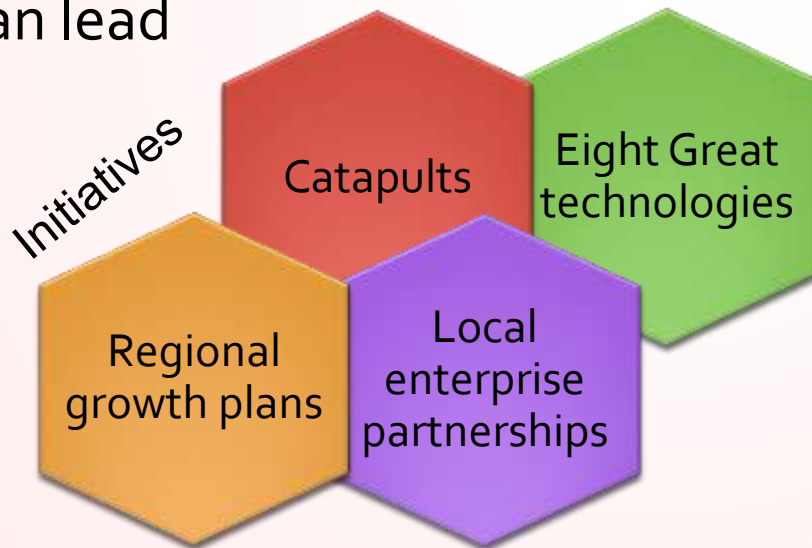 an lead
Initiatives
Catapults
Eight Great
technologies
Regional
growth plans
Local
enterprise
partnerships